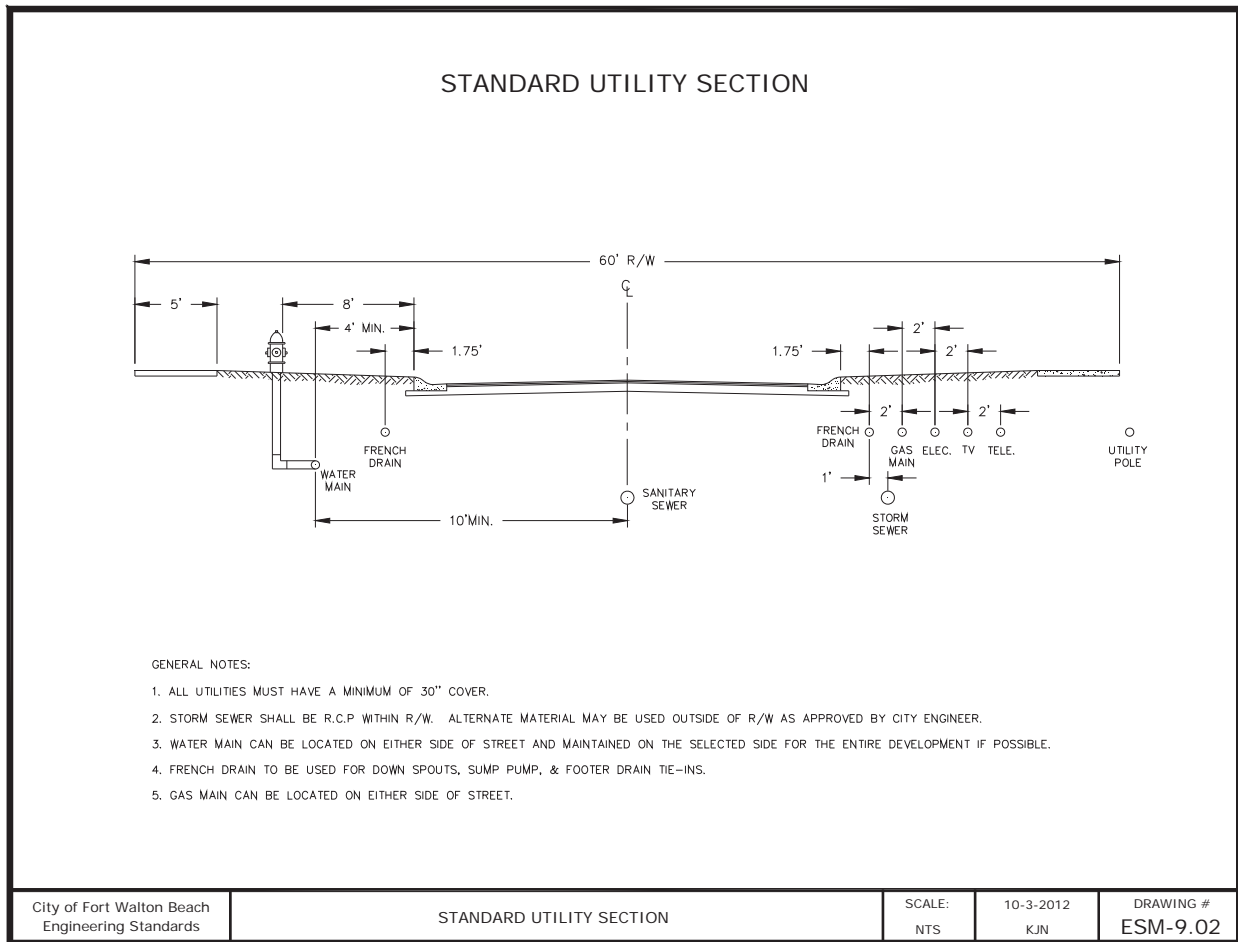 STANDARD UTILITY SECTION
60' R/W
℄
5'
8'
4' MIN.
1.75'
1.75'
2'
2'
2'
2'
FRENCH
DRAIN
WATER
MAIN
SANITARY
SEWER
10'MIN.
FRENCH
DRAIN
GAS
MAIN
ELEC.
TV
TELE.
UTILITY
POLE
1'
STORM
SEWER
GENERAL NOTES:
1. ALL UTILITIES MUST HAVE A MINIMUM OF 30" COVER.
2. STORM SEWER SHALL BE R.C.P WITHIN R/W. ALTERNATE MATERIAL MAY BE USED OUTSIDE OF R/W AS APPROVED BY CITY ENGINEER.
3. WATER MAIN CAN BE LOCATED ON EITHER SIDE OF STREET AND MAINTAINED ON THE SELECTED SIDE FOR THE ENTIRE DEVELOPMENT IF POSSIBLE.
4. FRENCH DRAIN TO BE USED FOR DOWN SPOUTS, SUMP PUMP, & FOOTER DRAIN TIE-INS.
5. GAS MAIN CAN BE LOCATED ON EITHER SIDE OF STREET.
City of Fort Walton Beach
Engineering Standards
STANDARD UTILITY SECTION
SCALE:
NTS
10-3-2012
KJN
DRAWING #
ESM-9.02